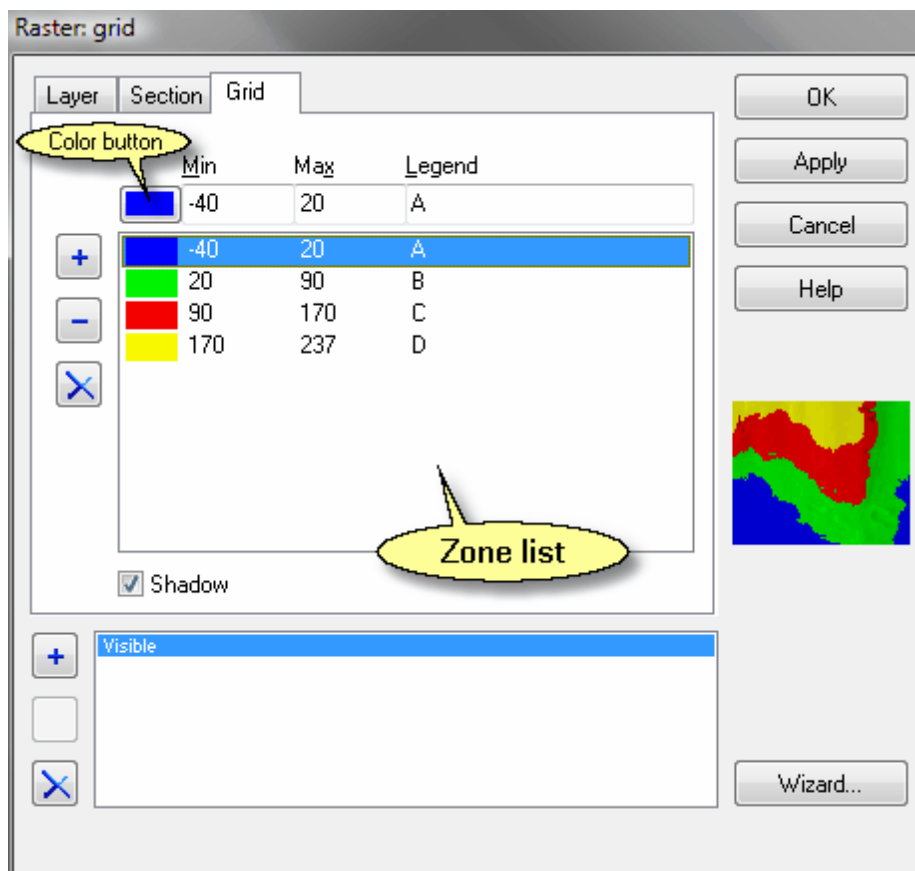 Raster: grid
Layer Section Grid
Color button
Min Max Legend
-40 20 A
-40 20 A
20 90 B
90 170 C
170 237 D
Zone list
Shadow
Visible
OK
Apply
Cancel
Help
Wizard...